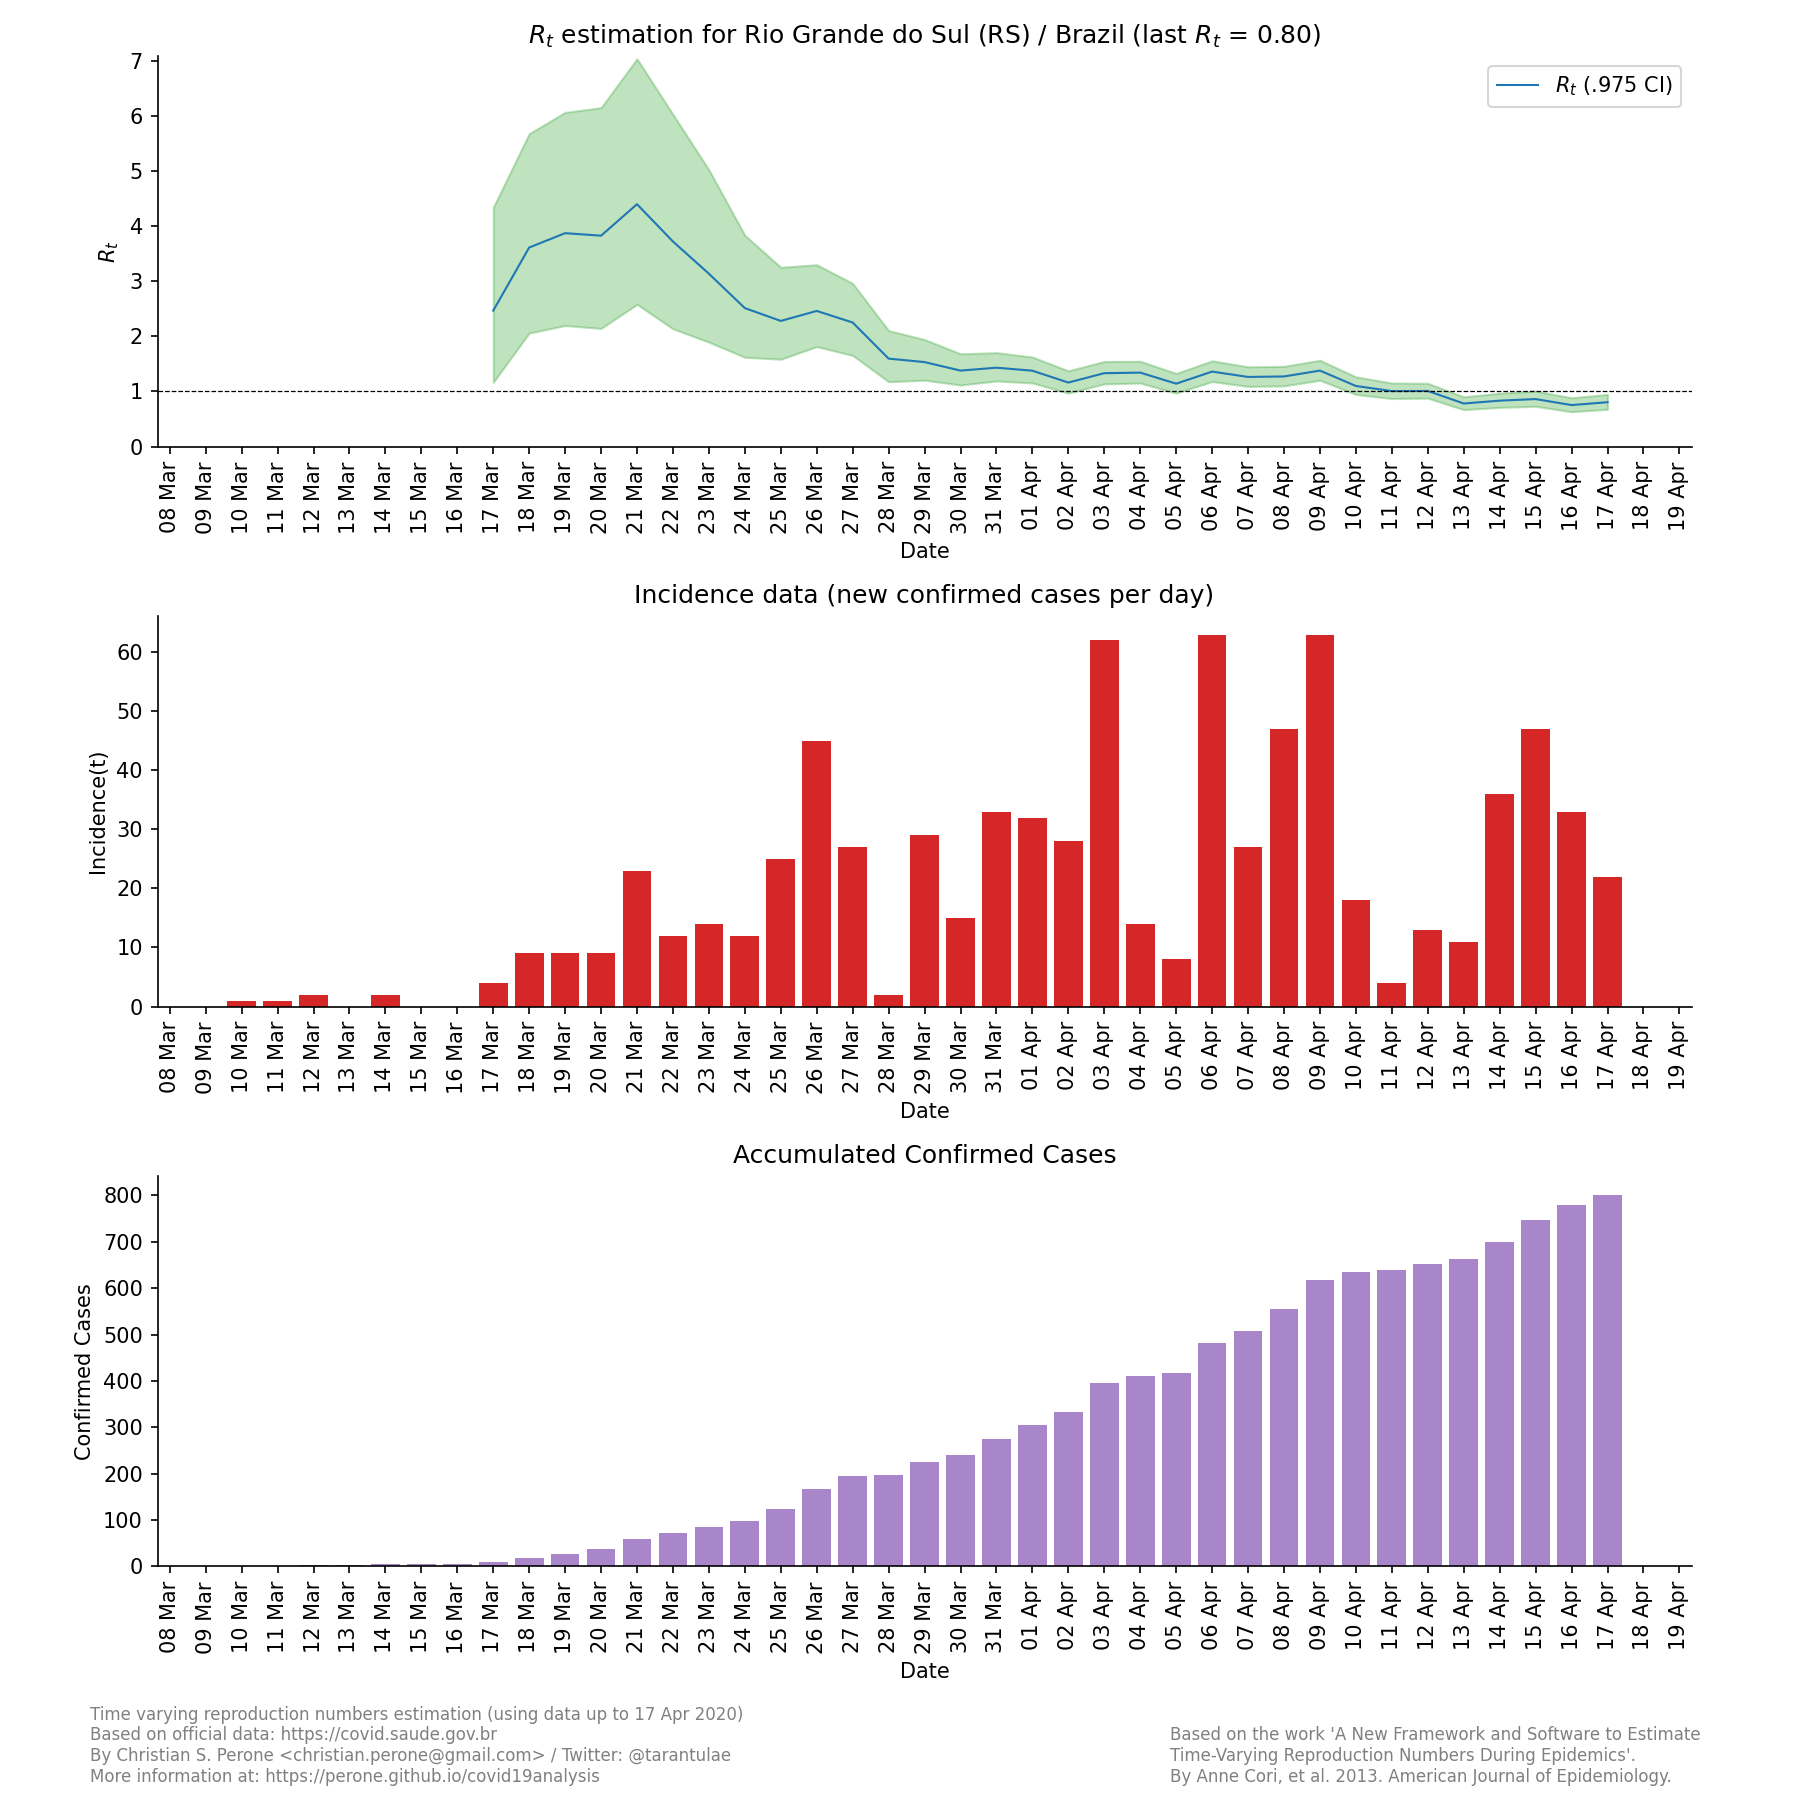 Rt estimation for Rio Grande do Sul (RS) / Brazil (last Rt = 0.80)
Rt (.975 CI)
Rt
7
6
5
4
3
2
1
0
08 Mar 09 Mar 10 Mar 11 Mar 12 Mar 13 Mar 14 Mar 15 Mar 16 Mar 17 Mar 18 Mar 19 Mar 20 Mar 21 Mar 22 Mar 23 Mar 24 Mar 25 Mar 26 Mar 27 Mar 28 Mar 29 Mar 30 Mar 31 Mar 01 Apr 02 Apr 03 Apr 04 Apr 05 Apr 06 Apr 07 Apr 08 Apr 09 Apr 10 Apr 11 Apr 12 Apr 13 Apr 14 Apr 15 Apr 16 Apr 17 Apr 18 Apr 19 Apr
Date
Incidence data (new confirmed cases per day)
Incidence(t)
60
50
40
30
20
10
0
08 Mar 09 Mar 10 Mar 11 Mar 12 Mar 13 Mar 14 Mar 15 Mar 16 Mar 17 Mar 18 Mar 19 Mar 20 Mar 21 Mar 22 Mar 23 Mar 24 Mar 25 Mar 26 Mar 27 Mar 28 Mar 29 Mar 30 Mar 31 Mar 01 Apr 02 Apr 03 Apr 04 Apr 05 Apr 06 Apr 07 Apr 08 Apr 09 Apr 10 Apr 11 Apr 12 Apr 13 Apr 14 Apr 15 Apr 16 Apr 17 Apr 18 Apr 19 Apr
Date
Accumulated Confirmed Cases
Confirmed Cases
800
700
600
500
400
300
200
100
0
08 Mar 09 Mar 10 Mar 11 Mar 12 Mar 13 Mar 14 Mar 15 Mar 16 Mar 17 Mar 18 Mar 19 Mar 20 Mar 21 Mar 22 Mar 23 Mar 24 Mar 25 Mar 26 Mar 27 Mar 28 Mar 29 Mar 30 Mar 31 Mar 01 Apr 02 Apr 03 Apr 04 Apr 05 Apr 06 Apr 07 Apr 08 Apr 09 Apr 10 Apr 11 Apr 12 Apr 13 Apr 14 Apr 15 Apr 16 Apr 17 Apr 18 Apr 19 Apr
Date
Time varying reproduction numbers estimation (using data up to 17 Apr 2020)
Based on official data: https://covid.saude.gov.br
By Christian S. Perone <christian.perone@gmail.com> / Twitter: @tarantulae
More information at: https://perone.github.io/covid19analysis
Based on the work 'A New Framework and Software to Estimate
Time-Varying Reproduction Numbers During Epidemics'.
By Anne Cori, et al. 2013. American Journal of Epidemiology.